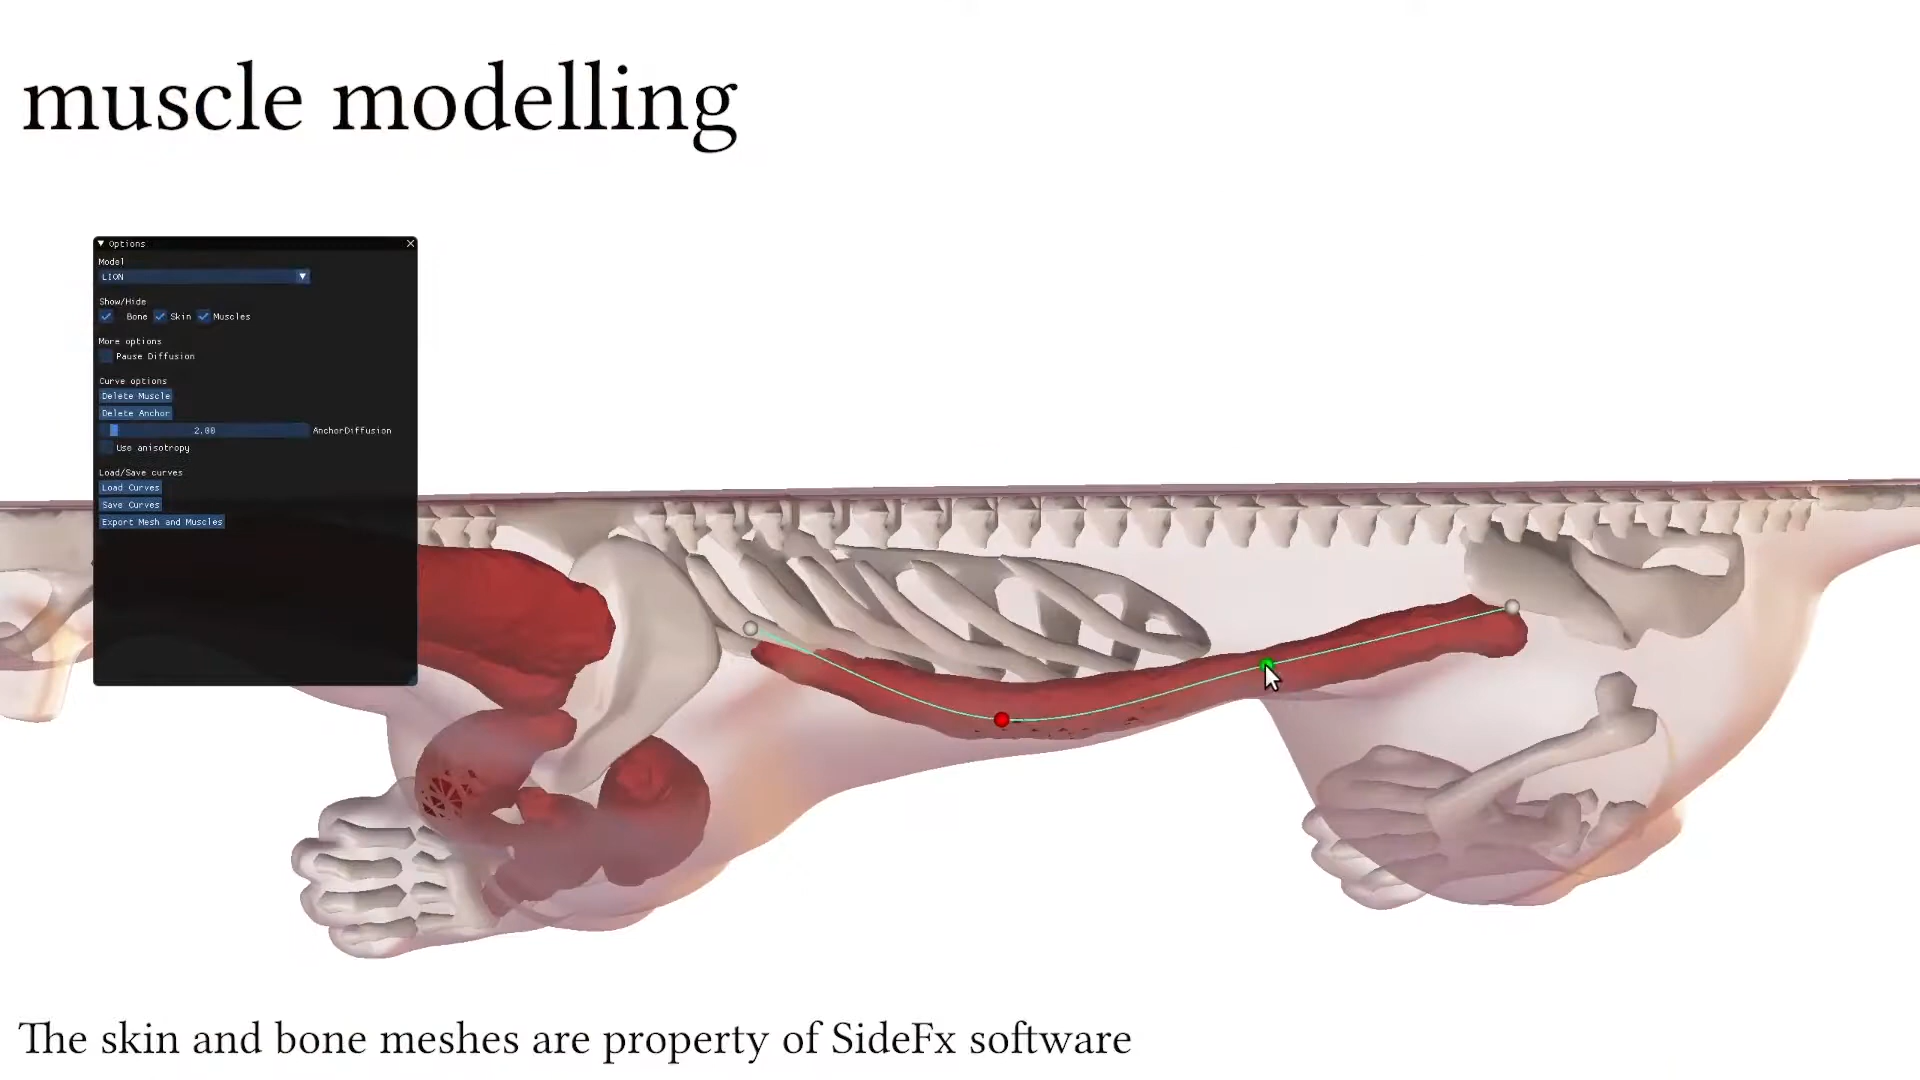 muscle modelling
Options
Model
LION
Show/Hide
Bone Skin Muscles
More options
Pause Diffusion
Curve options
Delete Muscle
Delete Anchor
2.00 AnchorDiffusion
Use anisotropy
Load/Save curves
Load Curves
Save Curves
Export Mesh and Muscles
The skin and bone meshes are property of SideFx software